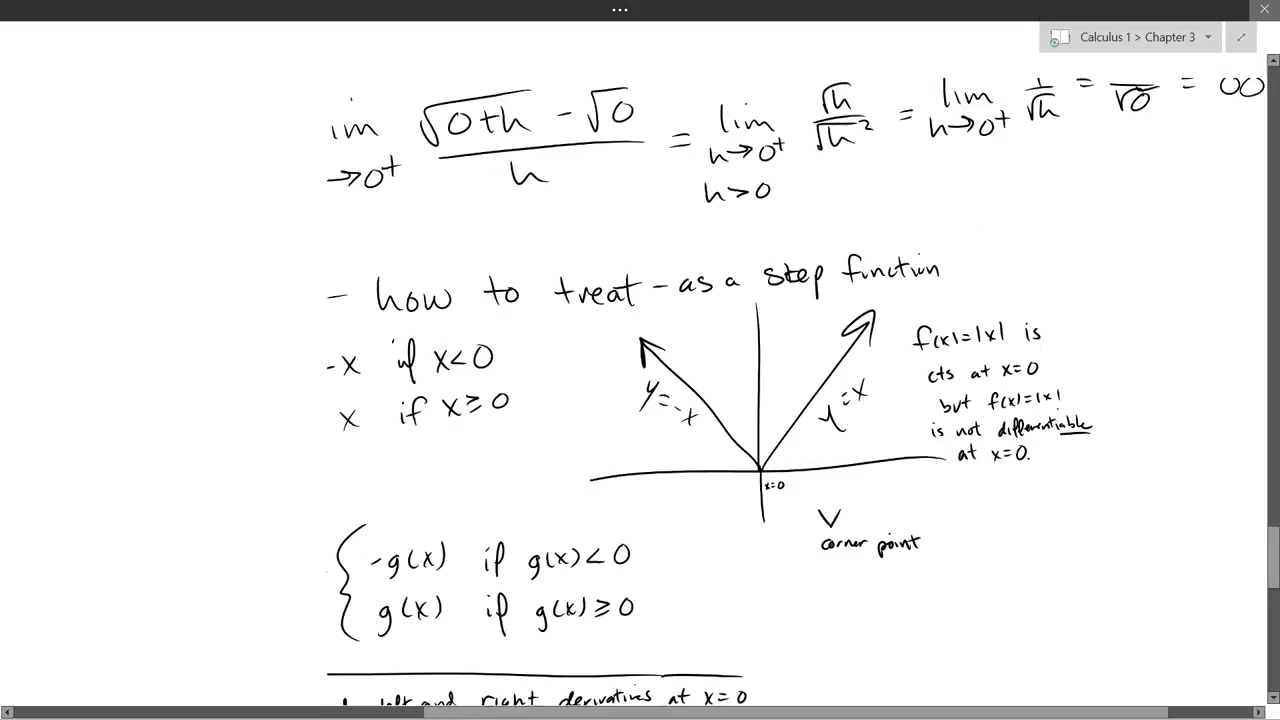 ...
Calculus 1 > Chapter 3
im √0+h - √0 / h = lim √h / √h² = lim 1/√h = /√0 = ∞
→0⁺ h→0⁺ h→0⁺
h>0
- how to treat - as a step function
-x if x<0
x if x≥0
y=-x
y=x
x=0
f(x)=|x| is
cts at x=0
but f(x)=|x|
is not differentiable
at x=0.
V
corner point
{ -g(x) if g(x)<0
g(x) if g(x)≥0
left and right derivatives at x=0